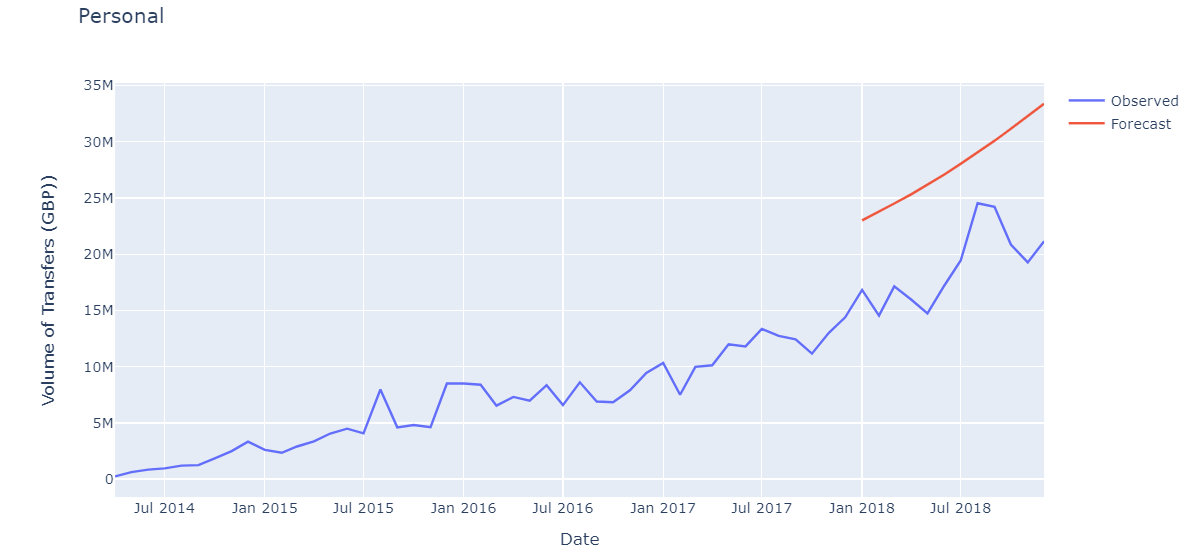 Personal
35M
30M
25M
20M
15M
10M
5M
0
Volume of Transfers (GBP))
Jul 2014
Jan 2015
Jul 2015
Jan 2016
Jul 2016
Jan 2017
Jul 2017
Jan 2018
Jul 2018
Date
Observed
Forecast